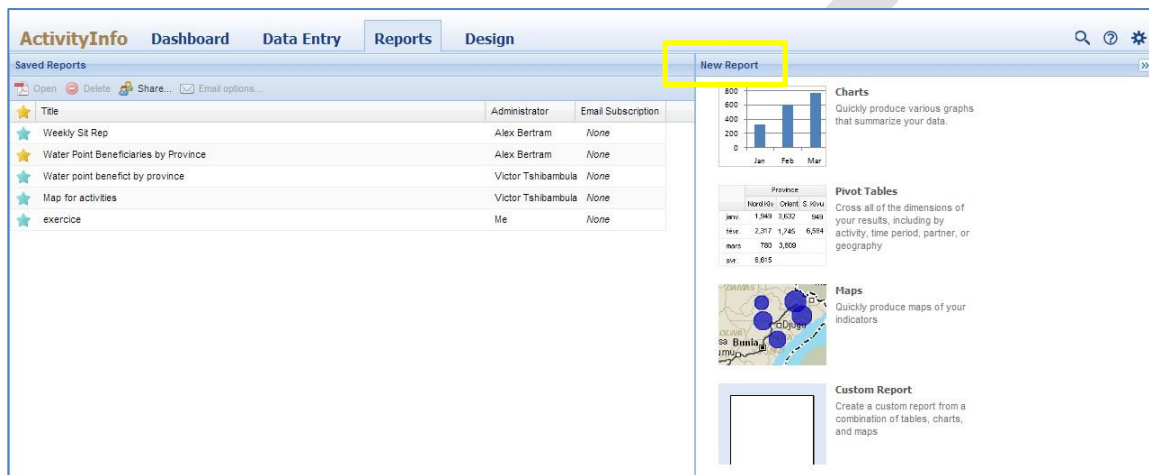 ActivityInfo Dashboard Data Entry Reports Design
Saved Reports
Open Delete Share... Email options...
Title Administrator Email Subscription
Weekly Sit Rep Alex Bertram None
Water Point Beneficiaries by Province Alex Bertram None
Water point benefict by province Victor Tshibambula None
Map for activities Victor Tshibambula None
exercice Me None
New Report
800
600
400
200
0
Jan Feb Mar
Charts
Quickly produce various graphs
that summarize your data.
Province
Nord Kiv Orient S. Kivu
janv. 1,949 3,632 949
févr. 2,317 1,745 6,584
mars 780 3,809
avr. 5,615
Pivot Tables
Cross all of the dimensions of
your results, including by
activity, time period, partner, or
geography
Bunia
Maps
Quickly produce maps of your
indicators
Custom Report
Create a custom report from a
combination of tables, charts,
and maps